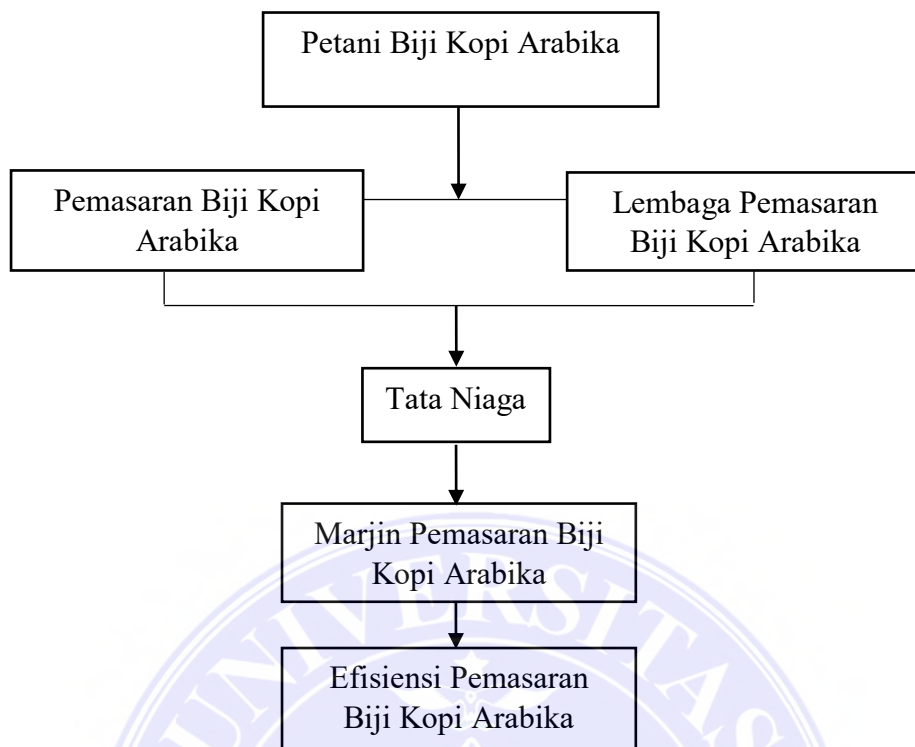 Petani Biji Kopi Arabika
Pemasaran Biji Kopi
Arabika
Lembaga Pemasaran
Biji Kopi Arabika
Tata Niaga
Marjin Pemasaran Biji
Kopi Arabika
Efisiensi Pemasaran
Biji Kopi Arabika
UNIVERSITAS